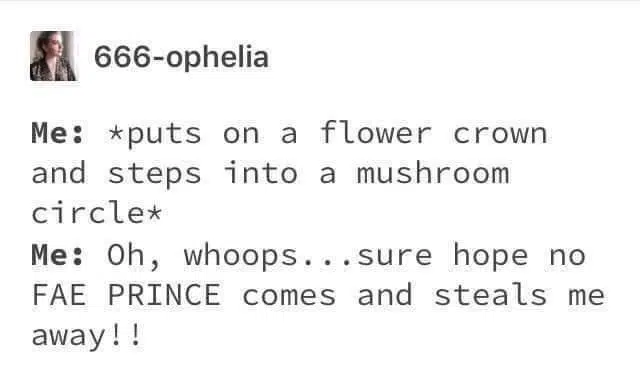 666-ophelia
Me: *puts on a flower crown
and steps into a mushroom
circle*
Me: Oh, whoops...sure hope no
FAE PRINCE comes and steals me
away!!